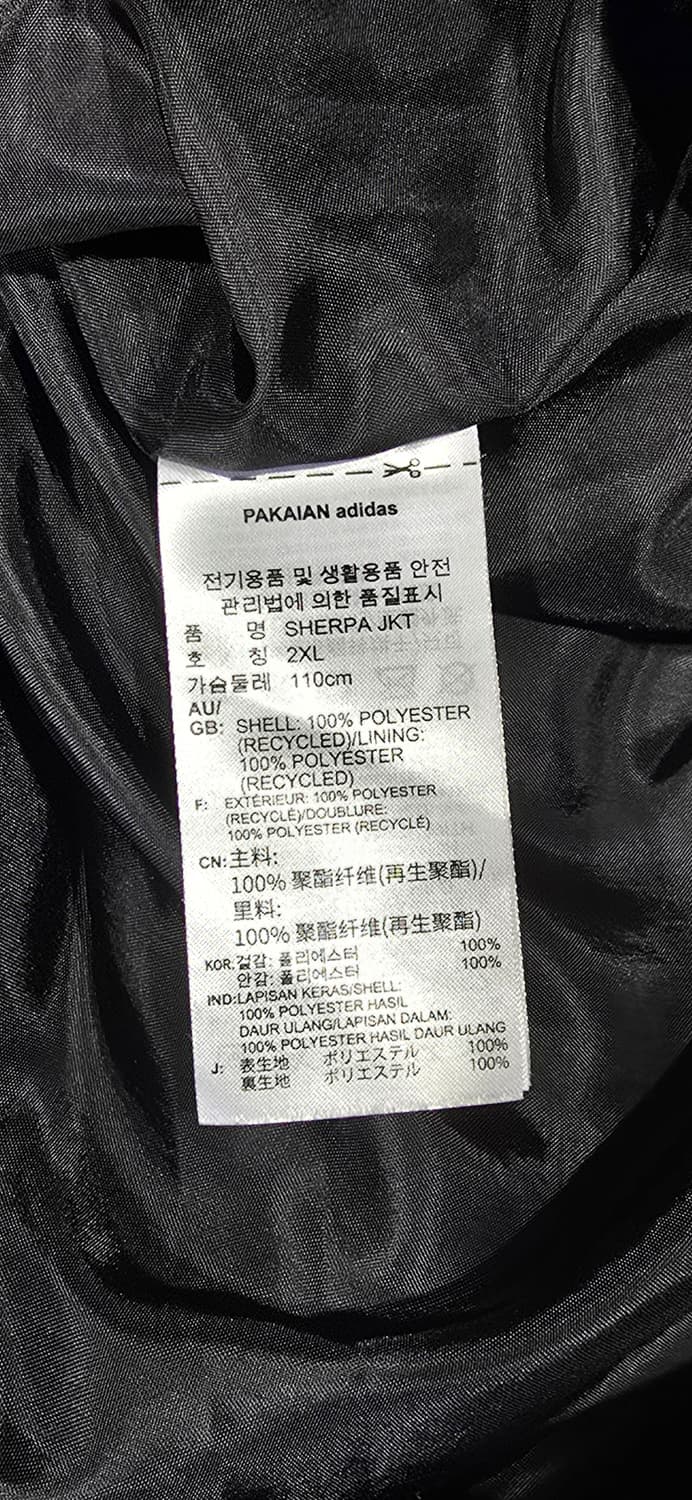 PAKAIAN adidas
전기용품 및 생활용품 안전
관리법에 의한 품질표시
품 명 SHERPA JKT
호 칭 2XL
가슴둘레 110cm
AU/
GB: SHELL: 100% POLYESTER
(RECYCLED)/LINING:
100% POLYESTER
(RECYCLED)
F: EXTÉRIEUR: 100% POLYESTER
(RECYCLÉ)/DOUBLURE:
100% POLYESTER (RECYCLÉ)
CN: 主料:
100% 聚酯纤维(再生聚酯)/
里料:
100% 聚酯纤维(再生聚酯)
KOR. 겉감: 폴리에스터 100%
안감: 폴리에스터 100%
IND:LAPISAN KERAS/SHELL:
100% POLYESTER HASIL
DAUR ULANG/LAPISAN DALAM:
100% POLYESTER HASIL DAUR ULANG
J: 表生地 ポリエステル 100%
裏生地 ポリエステル 100%